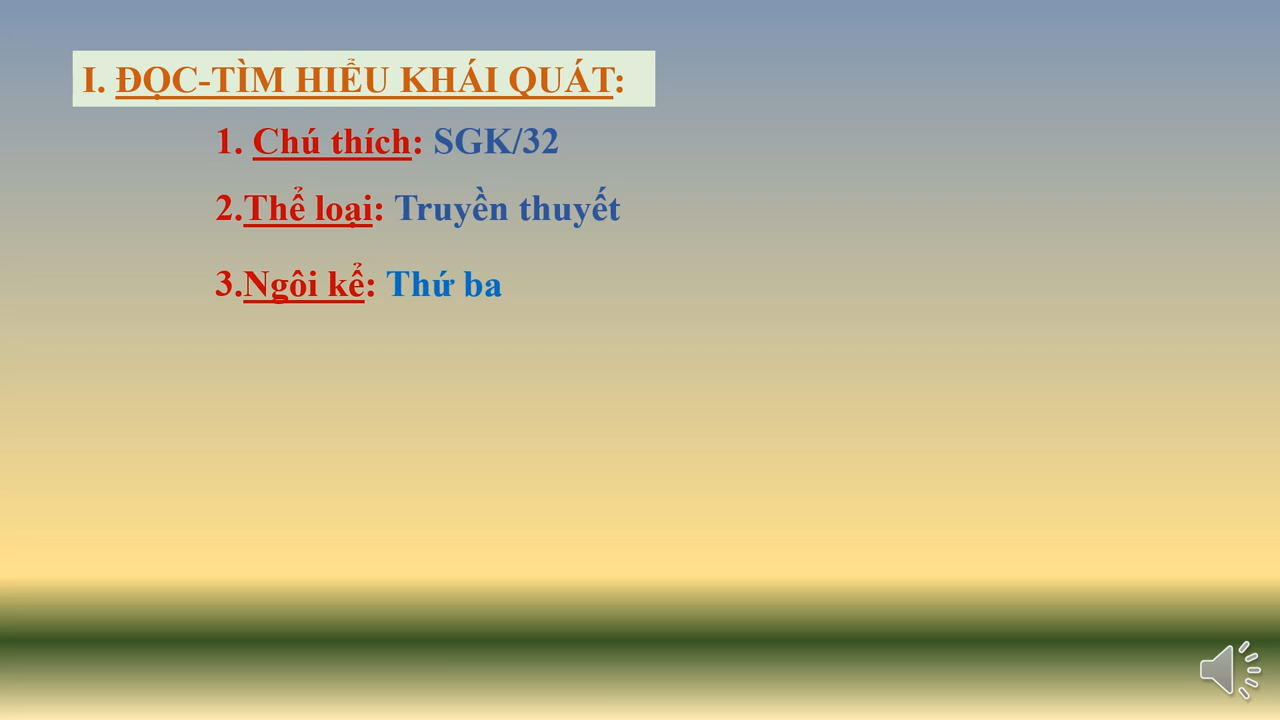 I. ĐỌC-TÌM HIỂU KHÁI QUÁT:
1. Chú thích: SGK/32
2.Thể loại: Truyền thuyết
3.Ngôi kể: Thứ ba